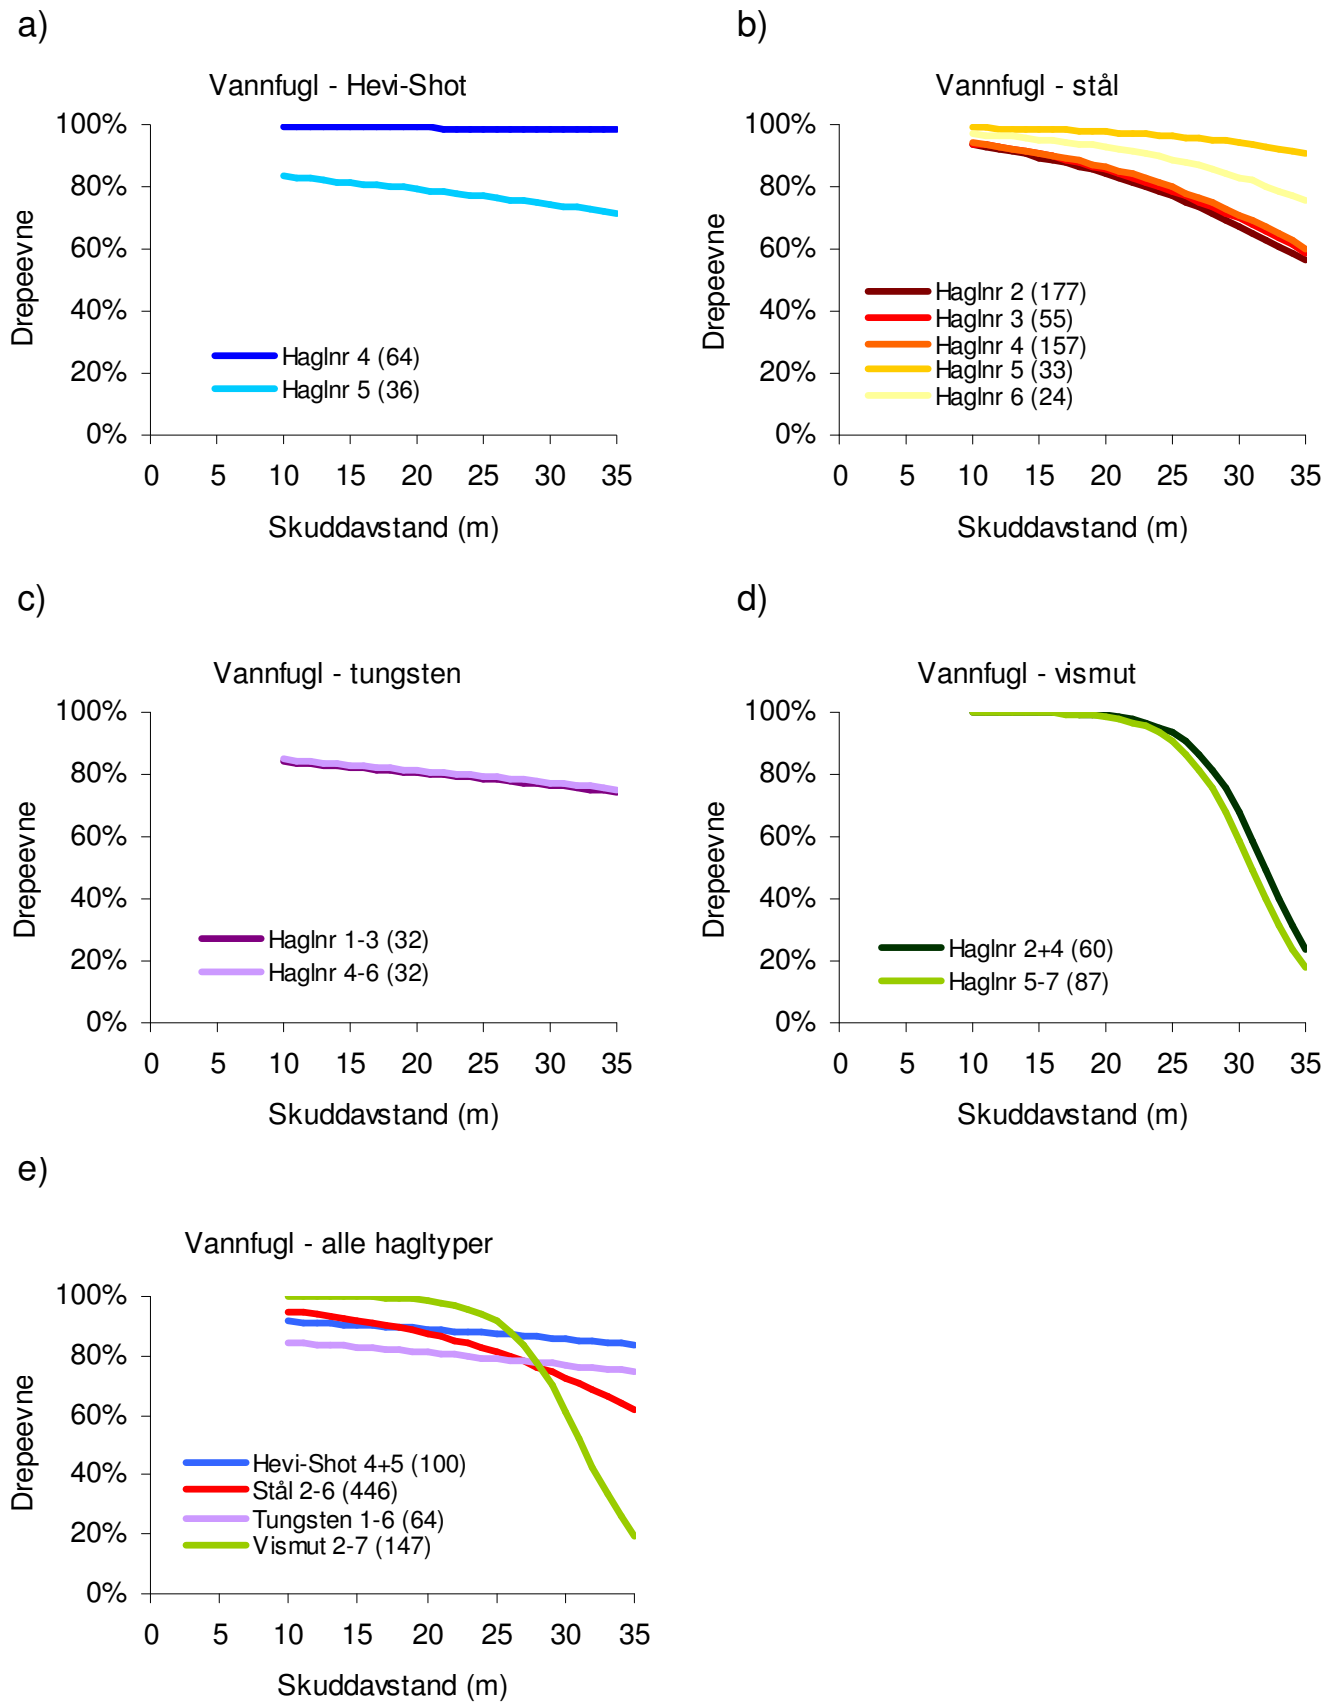 a)
Vannfugl - Hevi-Shot
100%
80%
60%
40%
20%
0%
Drepeevne
Haglnr 4 (64)
Haglnr 5 (36)
0 5 10 15 20 25 30 35
Skuddavstand (m)
b)
Vannfugl - stål
100%
80%
60%
40%
20%
0%
Drepeevne
Haglnr 2 (177)
Haglnr 3 (55)
Haglnr 4 (157)
Haglnr 5 (33)
Haglnr 6 (24)
0 5 10 15 20 25 30 35
Skuddavstand (m)
c)
Vannfugl - tungsten
100%
80%
60%
40%
20%
0%
Drepeevne
Haglnr 1-3 (32)
Haglnr 4-6 (32)
0 5 10 15 20 25 30 35
Skuddavstand (m)
d)
Vannfugl - vismut
100%
80%
60%
40%
20%
0%
Drepeevne
Haglnr 2+4 (60)
Haglnr 5-7 (87)
0 5 10 15 20 25 30 35
Skuddavstand (m)
e)
Vannfugl - alle hagltyper
100%
80%
60%
40%
20%
0%
Drepeevne
Hevi-Shot 4+5 (100)
Stål 2-6 (446)
Tungsten 1-6 (64)
Vismut 2-7 (147)
0 5 10 15 20 25 30 35
Skuddavstand (m)